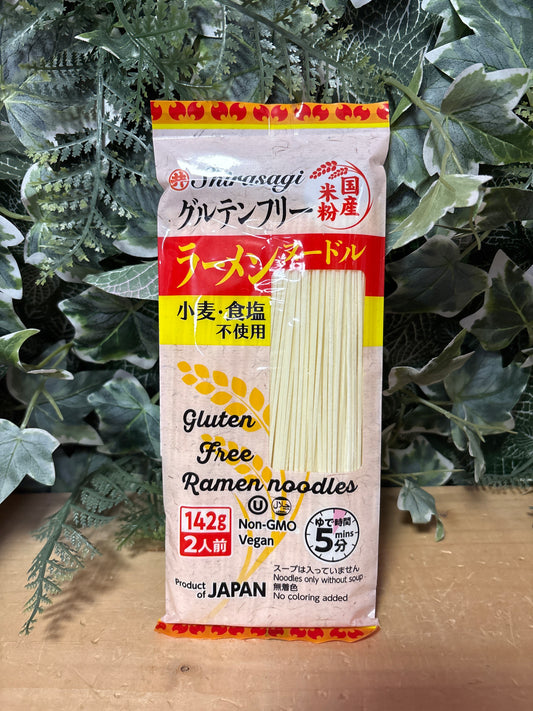 共 Shirasagi
グルテンフリー
国産
米粉
ラーメンヌードル
小麦・食塩
不使用
Gluten
Free
Ramen noodles
U
Non-GMO
Vegan
142g
2人前
ゆで時間
5 mins
分
スープは入っていません
Noodles only without soup
無着色
No coloring added
Product of JAPAN